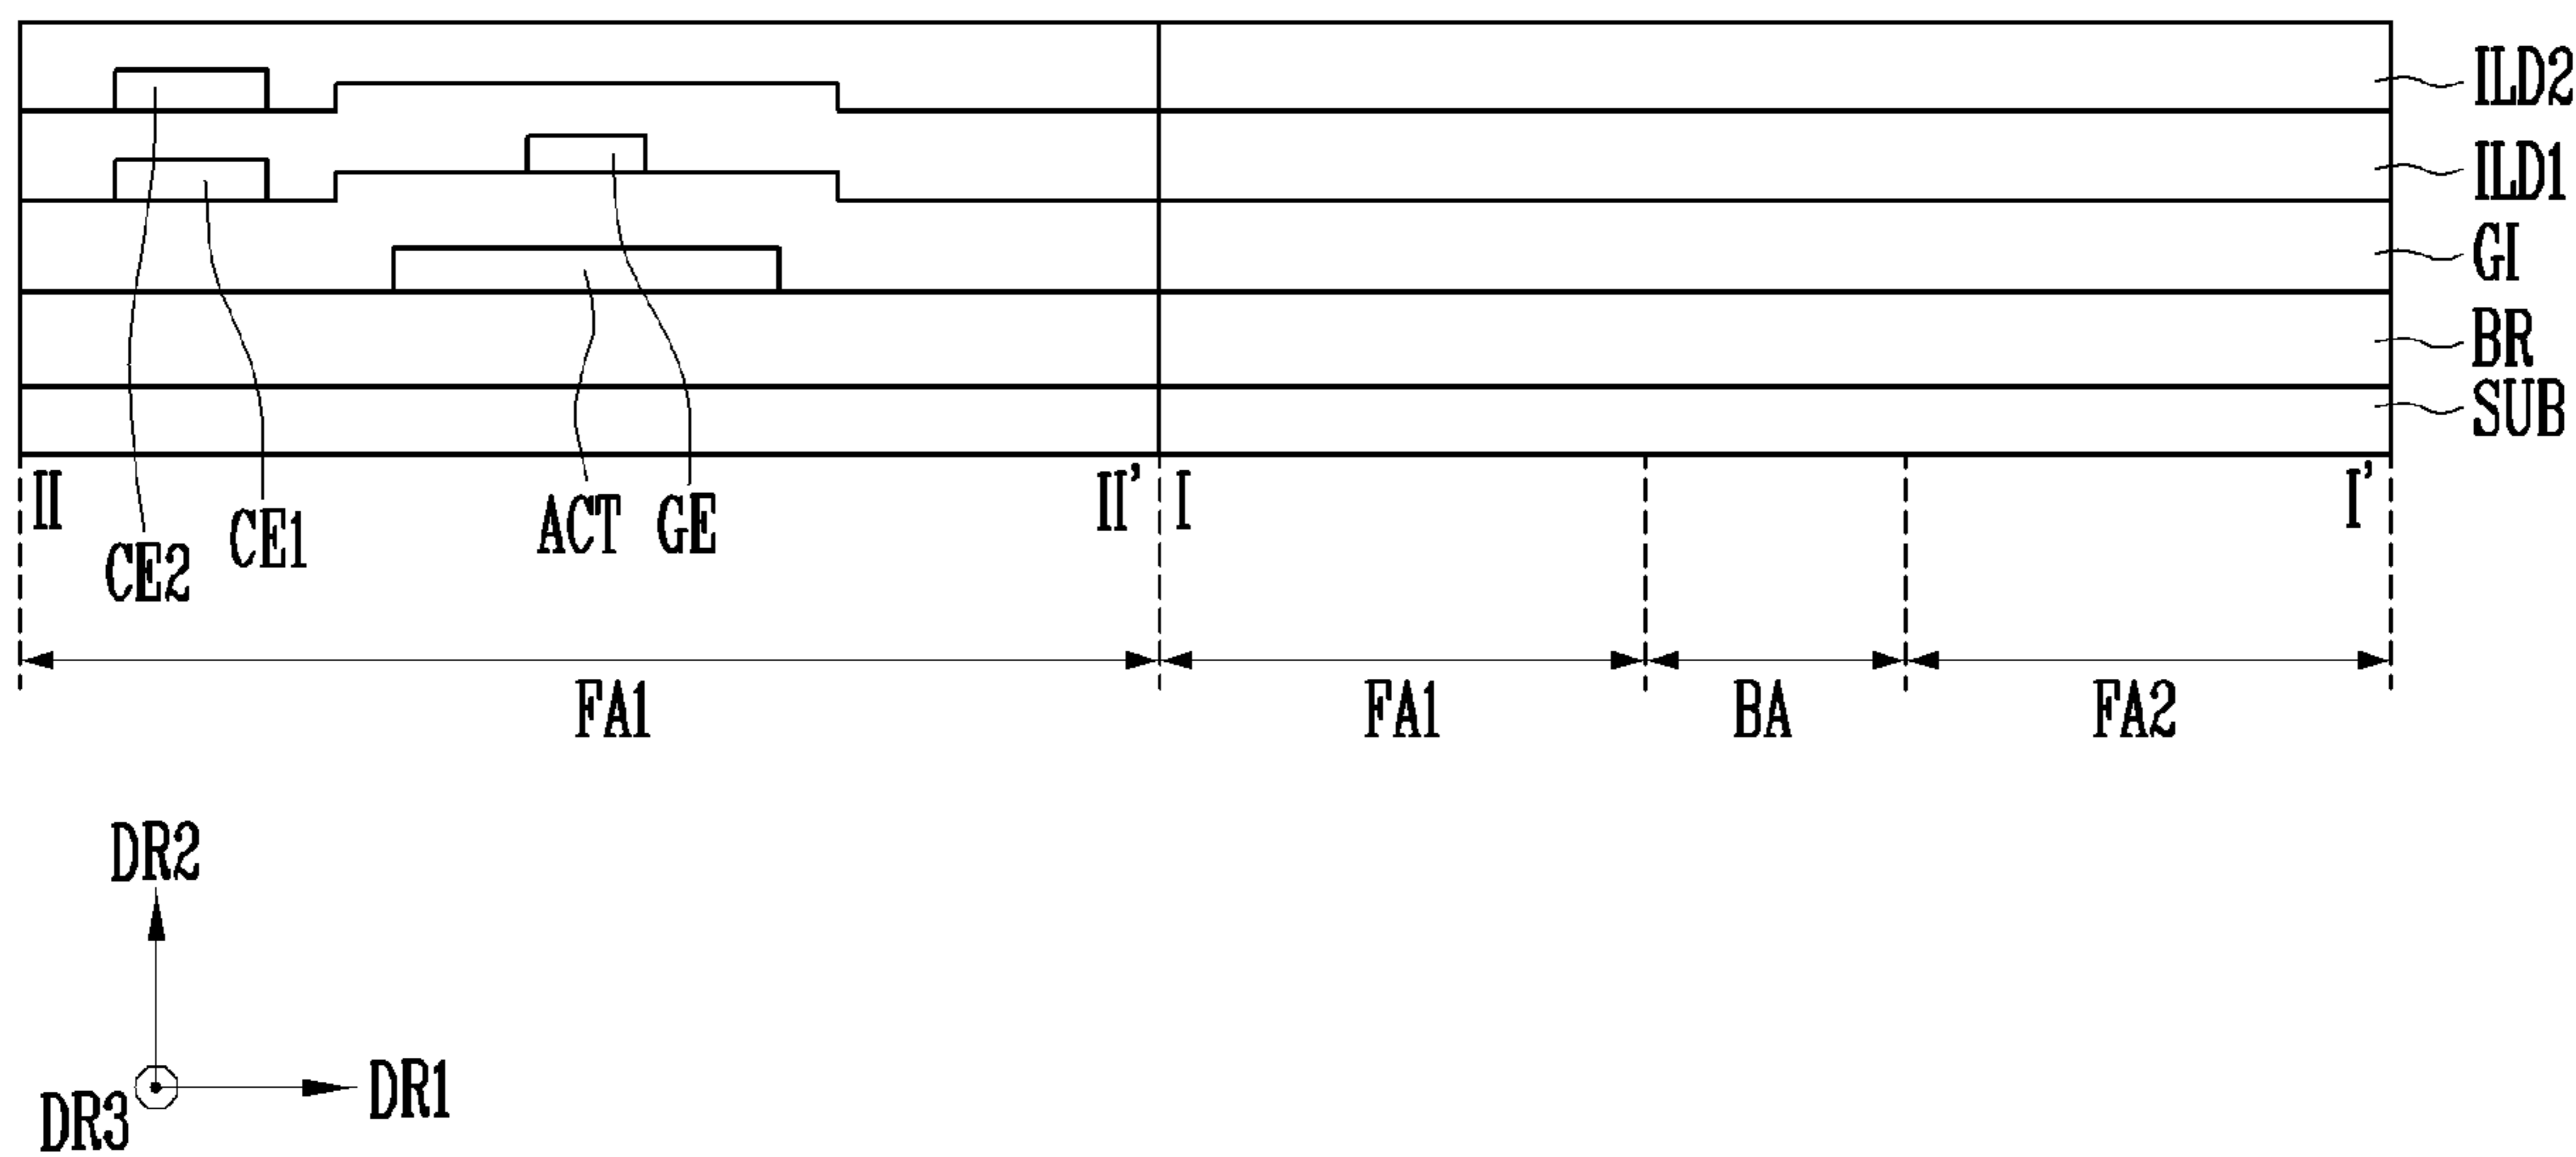 ILD2
ILD1
GI
BR
SUB
II
II'
I
I'
CE2
CE1
ACT
GE
FA1
FA1
BA
FA2
DR2
DR3
DR1